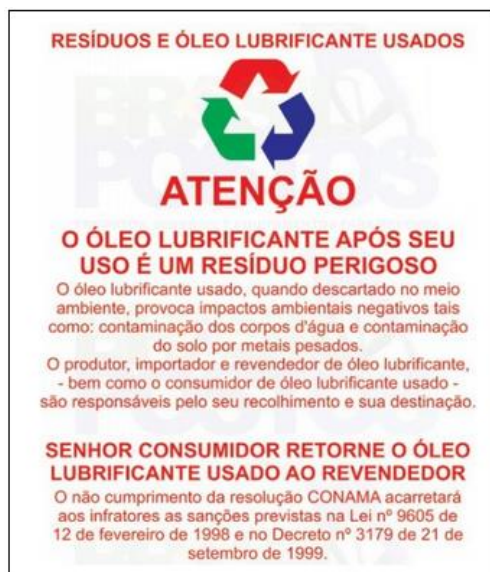 RESÍDUOS E ÓLEO LUBRIFICANTE USADOS
ATENÇÃO
O ÓLEO LUBRIFICANTE APÓS SEU
USO É UM RESÍDUO PERIGOSO
O óleo lubrificante usado, quando descartado no meio
ambiente, provoca impactos ambientais negativos tais
como: contaminação dos corpos d'água e contaminação
do solo por metais pesados.
O produtor, importador e revendedor de óleo lubrificante,
- bem como o consumidor de óleo lubrificante usado -
são responsáveis pelo seu recolhimento e sua destinação.
SENHOR CONSUMIDOR RETORNE O ÓLEO
LUBRIFICANTE USADO AO REVENDEDOR
O não cumprimento da resolução CONAMA acarretará
aos infratores as sanções previstas na Lei nº 9605 de
12 de fevereiro de 1998 e no Decreto nº 3179 de 21 de
setembro de 1999.